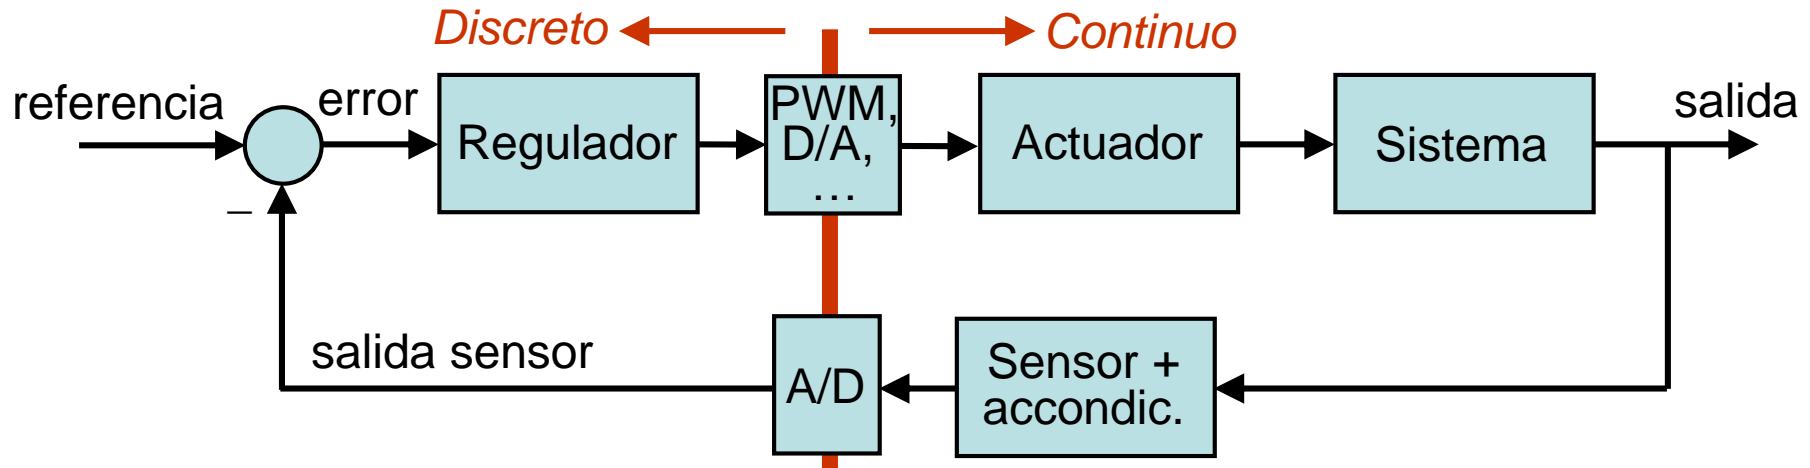 Discreto
Continuo
referencia
error
Regulador
PWM,
D/A,
...
Actuador
Sistema
salida
–
salida sensor
A/D
Sensor +
accondic.